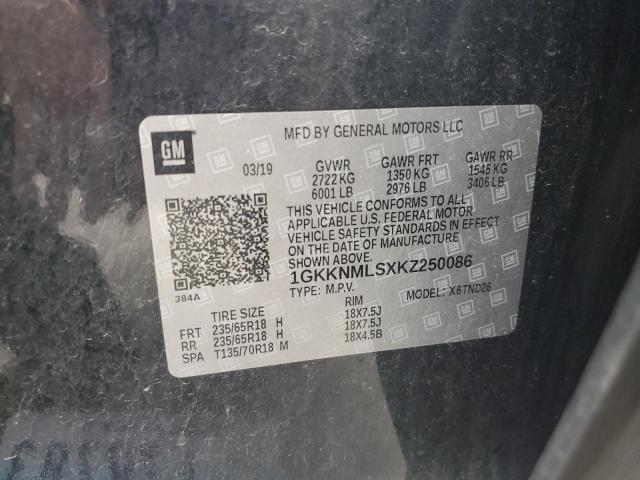 GM
MFD BY GENERAL MOTORS LLC
03/19
GVWR GAWR FRT GAWR RR
2722 KG 1350 KG 1545 KG
6001 LB 2976 LB 3406 LB
THIS VEHICLE CONFORMS TO ALL
APPLICABLE U.S. FEDERAL MOTOR
VEHICLE SAFETY STANDARDS IN EFFECT
ON THE DATE OF MANUFACTURE
SHOWN ABOVE.
384A
1GKKNMLSXKZ250086
TYPE: M.P.V. MODEL: X6TND26
TIRE SIZE RIM
FRT 235/65R18 H 18X7.5J
RR 235/65R18 H 18X7.5J
SPA T135/70R18 M 18X4.5B